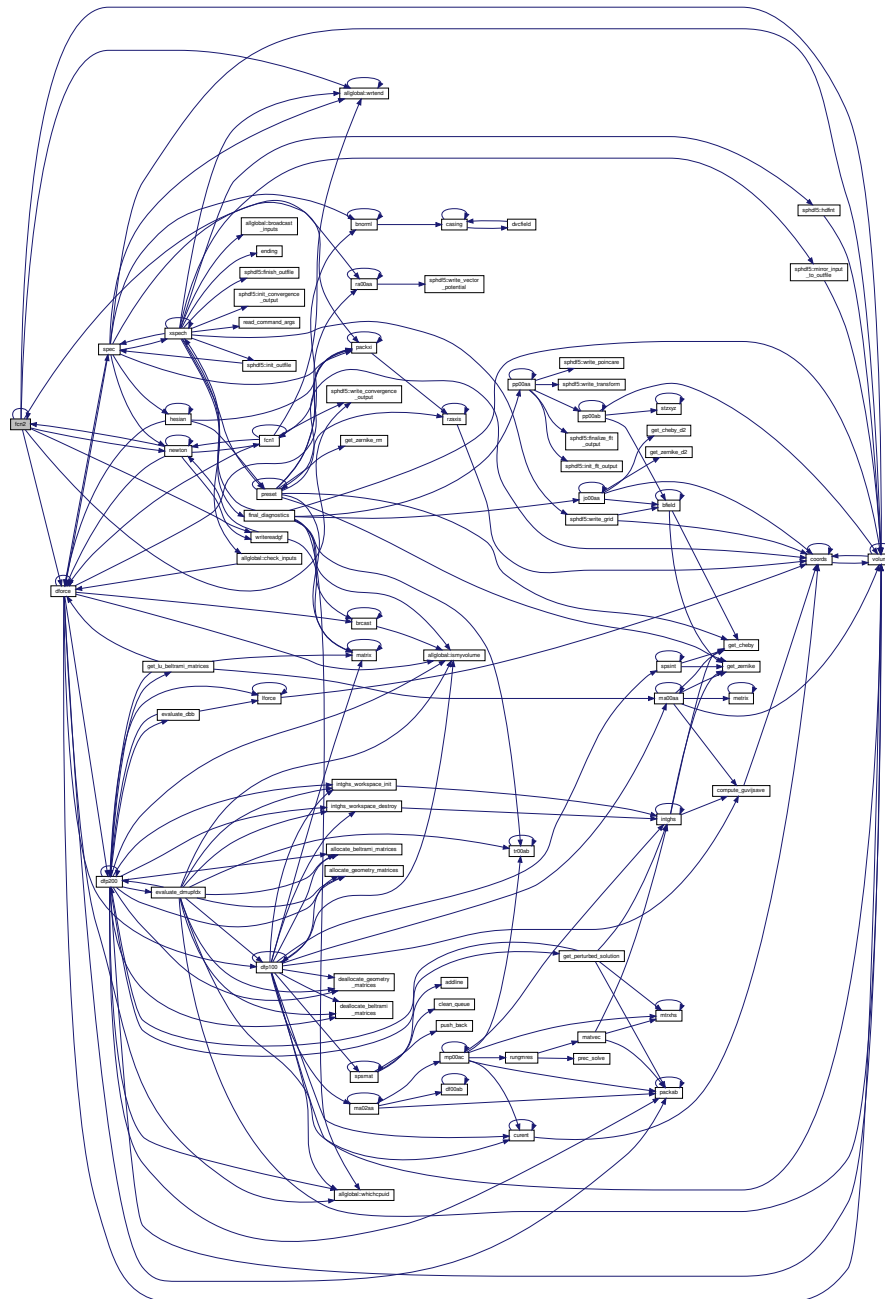 allglobal::wrtend
sphdf5::hdfint
allglobal::broadcast
_inputs
bnorml
casing
dvcfield
ending
sphdf5::mirror_input
_to_outfile
sphdf5::finish_outfile
ra00aa
sphdf5::write_vector
_potential
sphdf5::init_convergence
_output
read_command_args
xspech
spec
packxi
sphdf5::init_outfile
pp00aa
sphdf5::write_poincare
sphdf5::write_transform
sphdf5::write_convergence
_output
stzxyz
pp00ab
fcn2
hesian
rzaxis
get_cheby_d2
fcn1
get_zernike_rm
sphdf5::finalize_flt
_output
newton
get_zernike_d2
sphdf5::init_flt_output
preset
jo00aa
bfield
final_diagnostics
sphdf5::write_grid
writereadgf
allglobal::check_inputs
coords
volume
dforce
brcast
get_cheby
matrix
allglobal::ismyvolume
get_lu_beltrami_matrices
spsint
get_zernike
lforce
ma00aa
metrix
evaluate_dbb
intghs_workspace_init
compute_guvijsave
intghs_workspace_destroy
intghs
allocate_beltrami_matrices
tr00ab
allocate_geometry_matrices
dfp200
evaluate_dmupfdx
get_perturbed_solution
dfp100
deallocate_geometry
_matrices
addline
clean_queue
deallocate_beltrami
_matrices
mtrxhs
push_back
matvec
mp00ac
rungmres
prec_solve
spsmat
df00ab
packab
ma02aa
curent
allglobal::whichcpuid